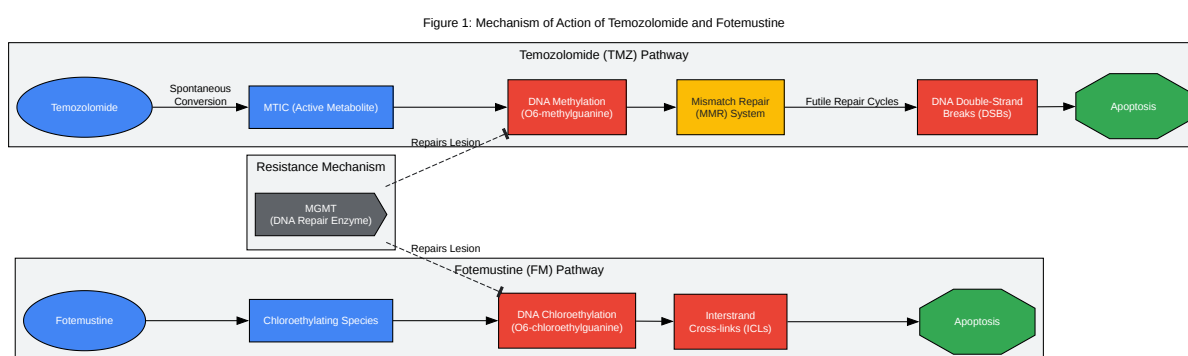 Figure 1: Mechanism of Action of Temozolomide and Fotemustine
Temozolomide (TMZ) Pathway
Temozolomide
Spontaneous
Conversion
MTIC (Active Metabolite)
DNA Methylation
(O6-methylguanine)
Mismatch Repair
(MMR) System
Futile Repair Cycles
DNA Double-Strand
Breaks (DSBs)
Apoptosis
Repairs Lesion
Resistance Mechanism
MGMT
(DNA Repair Enzyme)
Repairs Lesion
Fotemustine (FM) Pathway
Fotemustine
Chloroethylating Species
DNA Chloroethylation
(O6-chloroethylguanine)
Interstrand
Cross-links (ICLs)
Apoptosis